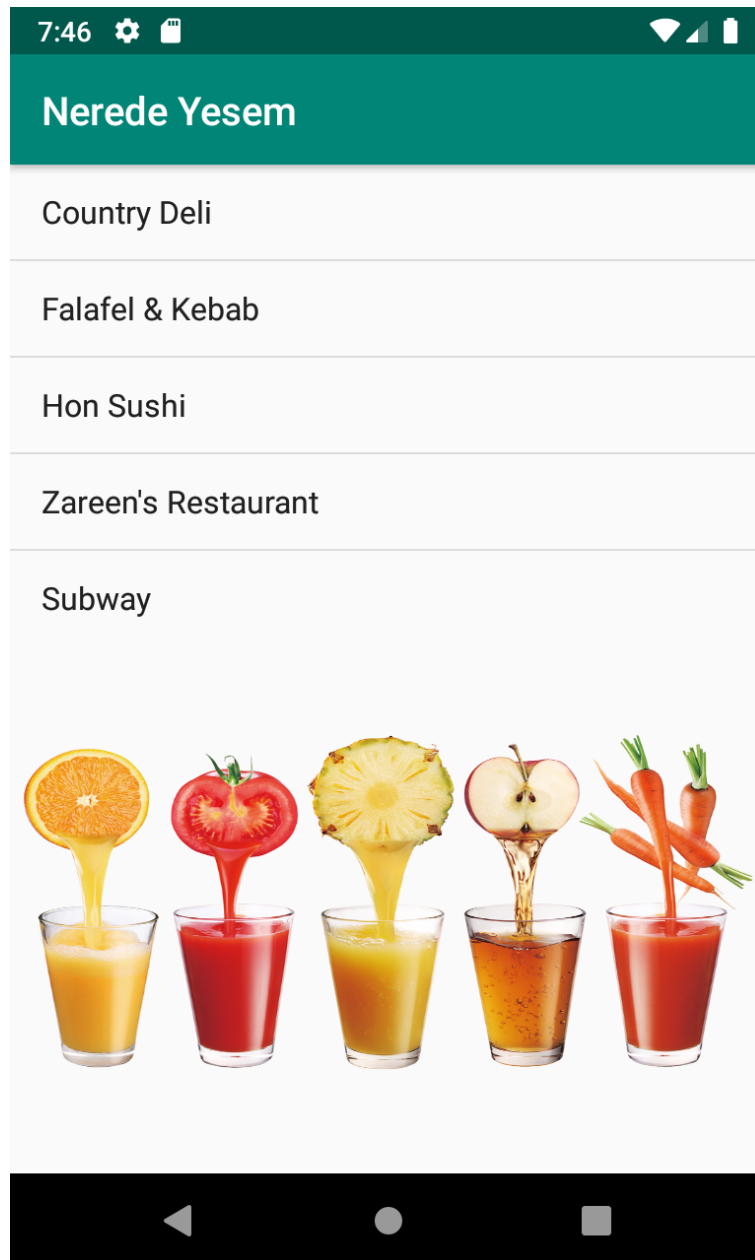 7:46
Nerede Yesem
Country Deli
Falafel & Kebab
Hon Sushi
Zareen's Restaurant
Subway